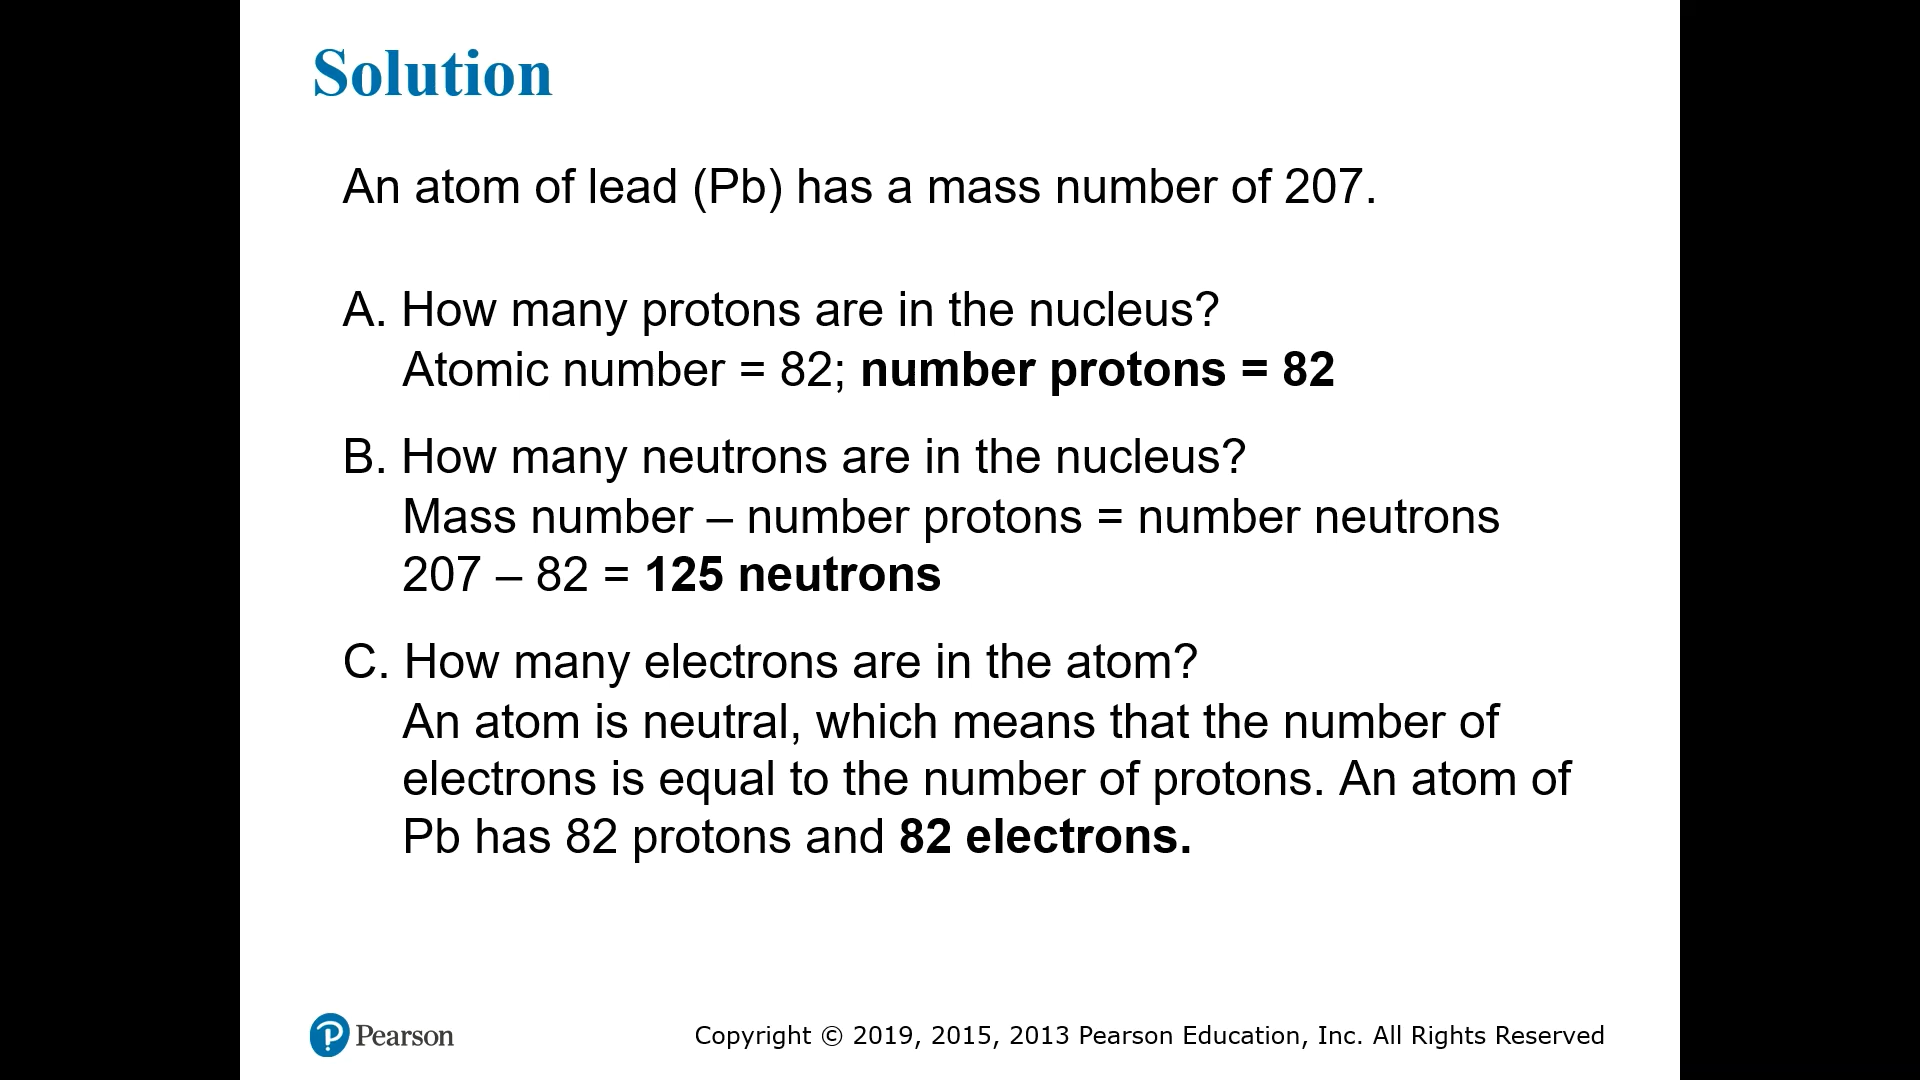 Solution
An atom of lead (Pb) has a mass number of 207.
A. How many protons are in the nucleus?
Atomic number = 82; number protons = 82
B. How many neutrons are in the nucleus?
Mass number – number protons = number neutrons
207 – 82 = 125 neutrons
C. How many electrons are in the atom?
An atom is neutral, which means that the number of
electrons is equal to the number of protons. An atom of
Pb has 82 protons and 82 electrons.
Pearson
Copyright © 2019, 2015, 2013 Pearson Education, Inc. All Rights Reserved